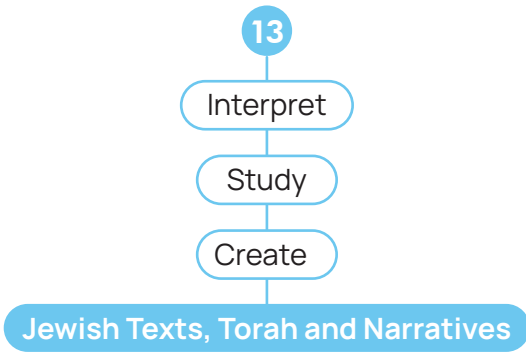 13
Interpret
Study
Create
Jewish Texts, Torah and Narratives